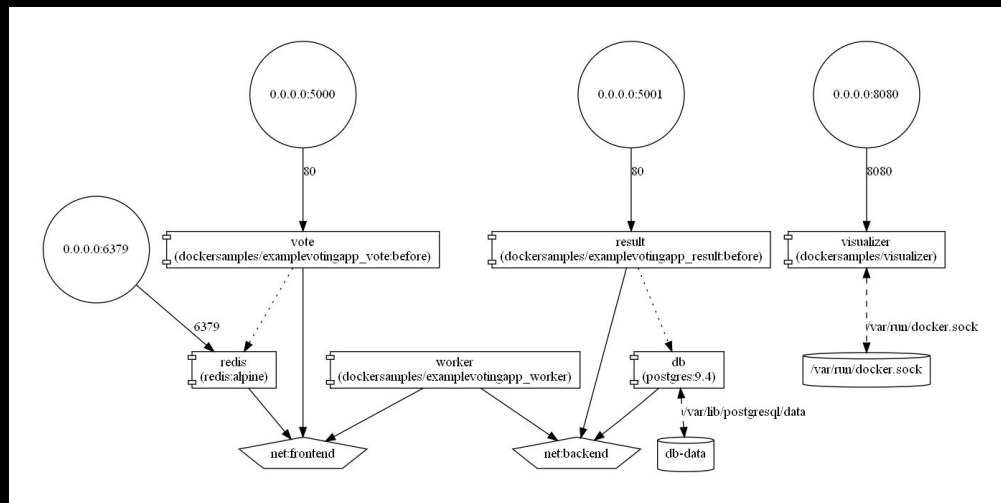 0.0.0.0:5000
0.0.0.0:5001
0.0.0.0:8080
80
80
8080
0.0.0.0:6379
vote
(dockersamples/examplevotingapp_vote:before)
result
(dockersamples/examplevotingapp_result:before)
visualizer
(dockersamples/visualizer)
6379
/var/run/docker.sock
redis
(redis:alpine)
worker
(dockersamples/examplevotingapp_worker)
db
(postgres:9.4)
/var/run/docker.sock
/var/lib/postgresql/data
net:frontend
net:backend
db-data